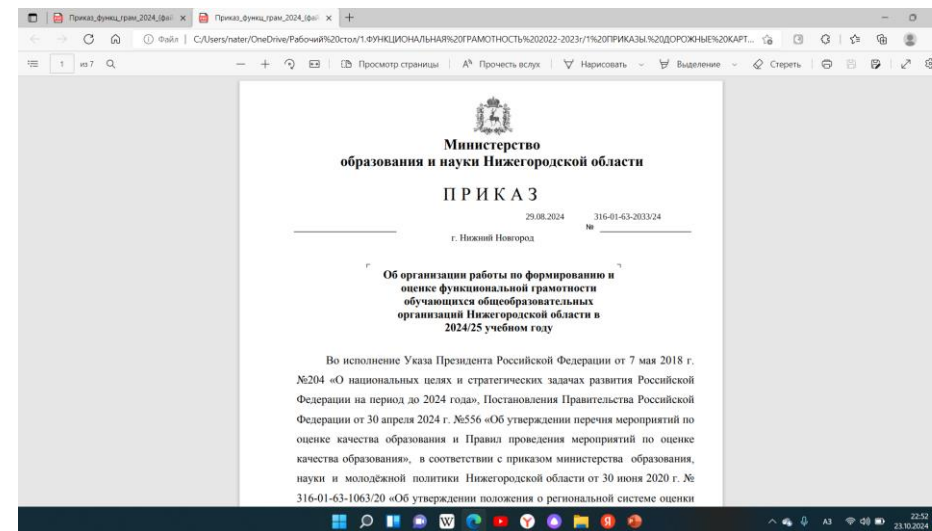 Приказ_функц_грам_2024_(фай
Приказ_функц_грам_2024_(фай
Файл | C:/Users/nater/OneDrive/Рабочий%20стол/1.ФУНКЦИОНАЛЬНАЯ%20ГРАМОТНОСТЬ%202022-2023г/1%20ПРИКАЗЫ.%20ДОРОЖНЫЕ%20КАРТ...
1 из 7 Просмотр страницы Прочесть вслух Нарисовать Выделение Стереть
Министерство
образования и науки Нижегородской области
ПРИКАЗ
29.08.2024 316-01-63-2033/24
№
г. Нижний Новгород
Об организации работы по формированию и
оценке функциональной грамотности
обучающихся общеобразовательных
организаций Нижегородской области в
2024/25 учебном году
Во исполнение Указа Президента Российской Федерации от 7 мая 2018 г.
№204 «О национальных целях и стратегических задачах развития Российской
Федерации на период до 2024 года», Постановления Правительства Российской
Федерации от 30 апреля 2024 г. №556 «Об утверждении перечня мероприятий по
оценке качества образования и Правил проведения мероприятий по оценке
качества образования», в соответствии с приказом министерства образования,
науки и молодёжной политики Нижегородской области от 30 июня 2020 г. №
316-01-63-1063/20 «Об утверждении положения о региональной системе оценки
АЗ 22:52
23.10.2024